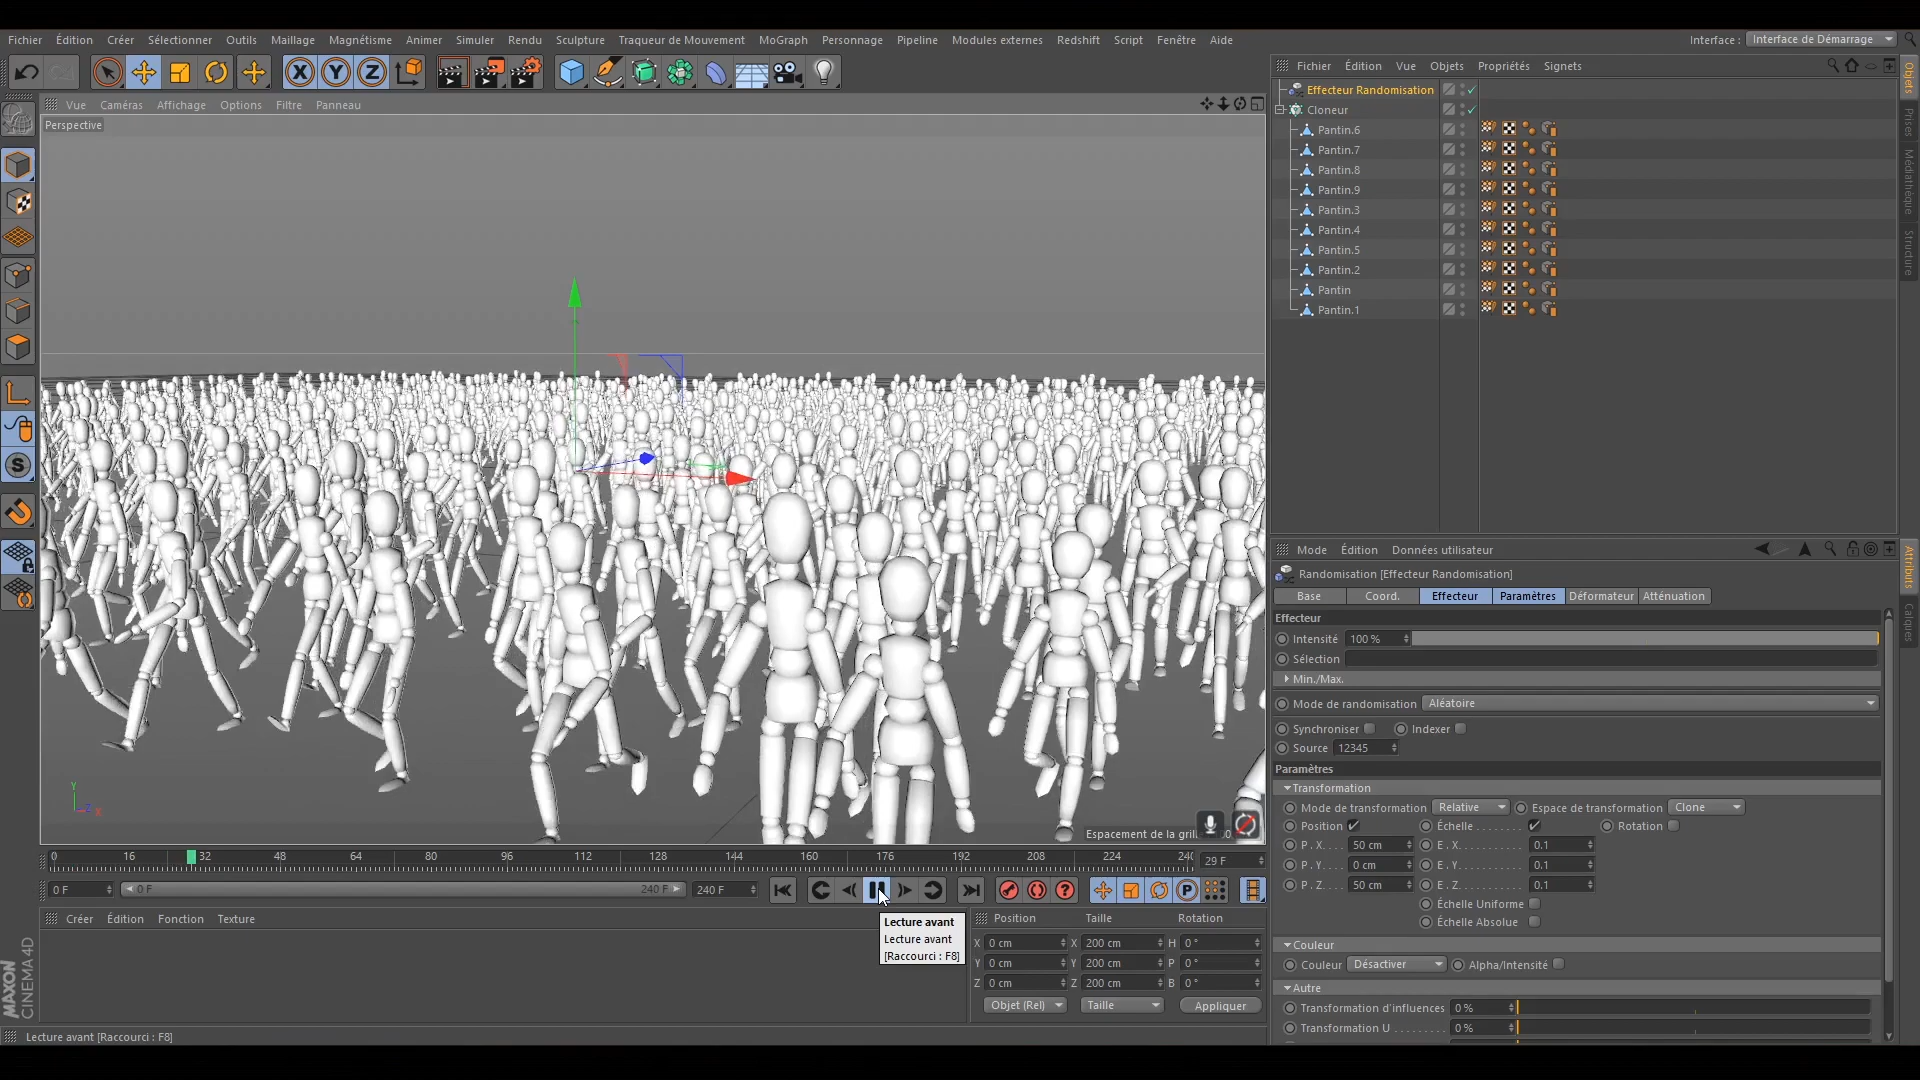 Fichier Édition Créer Sélectionner Outils Maillage Magnétisme Animer Simuler Rendu Sculpture Traqueur de Mouvement MoGraph Personnage Pipeline Modules externes Redshift Script Fenêtre Aide Interface : Interface de Démarrage
X Y Z
Fichier Édition Vue Objets Propriétés Signets
Vue Caméras Affichage Options Filtre Panneau
Perspective
Effecteur Randomisation
Cloneur
Pantin.6
Pantin.7
Pantin.8
Pantin.9
Pantin.3
Pantin.4
Pantin.5
Pantin.2
Pantin
Pantin.1
Objets
Prises
Médiathèque
Structure
S
Y
Z X
Espacement de la gril
Mode Édition Données utilisateur
Randomisation [Effecteur Randomisation]
Base Coord. Effecteur Paramètres Déformateur Atténuation
Effecteur
Intensité 100 %
Sélection
Min./Max.
Mode de randomisation Aléatoire
Synchroniser Indexer
Source 12345
Paramètres
Transformation
Mode de transformation Relative Espace de transformation Clone
Position Échelle . . . . . . . . Rotation
P . X . . . . 50 cm E . X. . . . . . . . . . . 0.1
P . Y. . . . 0 cm E . Y. . . . . . . . . . . 0.1
P . Z. . . . 50 cm E . Z. . . . . . . . . . . 0.1
Échelle Uniforme
Échelle Absolue
Couleur
Couleur Désactiver Alpha/Intensité
Autre
Transformation d'influences 0 %
Transformation U . . . . . . . . . 0 %
Attributs
Calques
0 16 32 48 64 80 96 112 128 144 160 176 192 208 224 240 29 F
0 F 0 F 240 F 240 F
P
Lecture avant
Lecture avant
[Raccourci : F8]
Créer Édition Fonction Texture
Position Taille Rotation
X 0 cm X 200 cm H 0 °
Y 0 cm Y 200 cm P 0 °
Z 0 cm Z 200 cm B 0 °
Objet (Rel) Taille Appliquer
MAXON
CINEMA 4D
Lecture avant [Raccourci : F8]